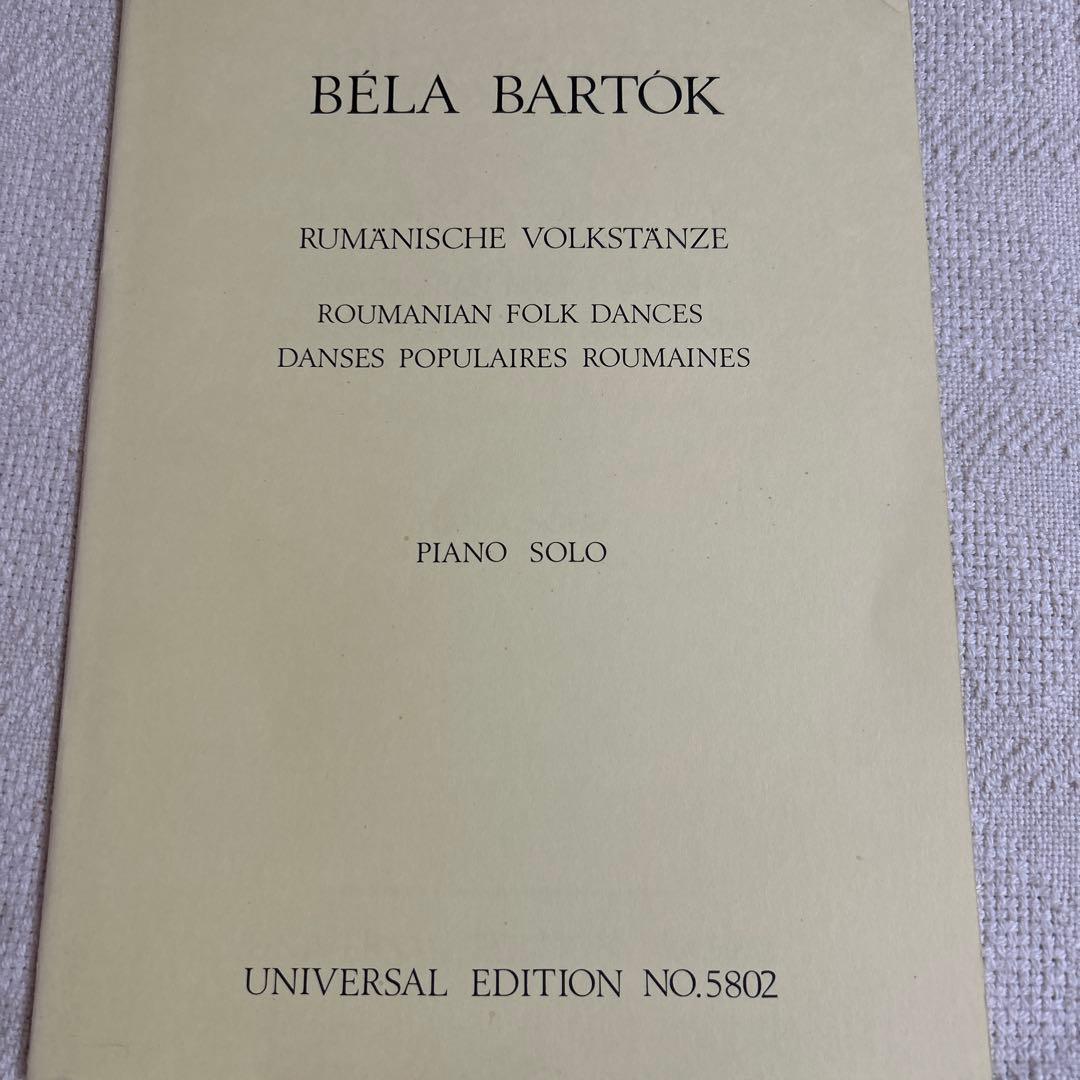 BÉLA BARTÓK
RUMÄNISCHE VOLKSTÄNZE
ROUMANIAN FOLK DANCES
DANSES POPULAIRES ROUMAINES
PIANO SOLO
UNIVERSAL EDITION NO.5802